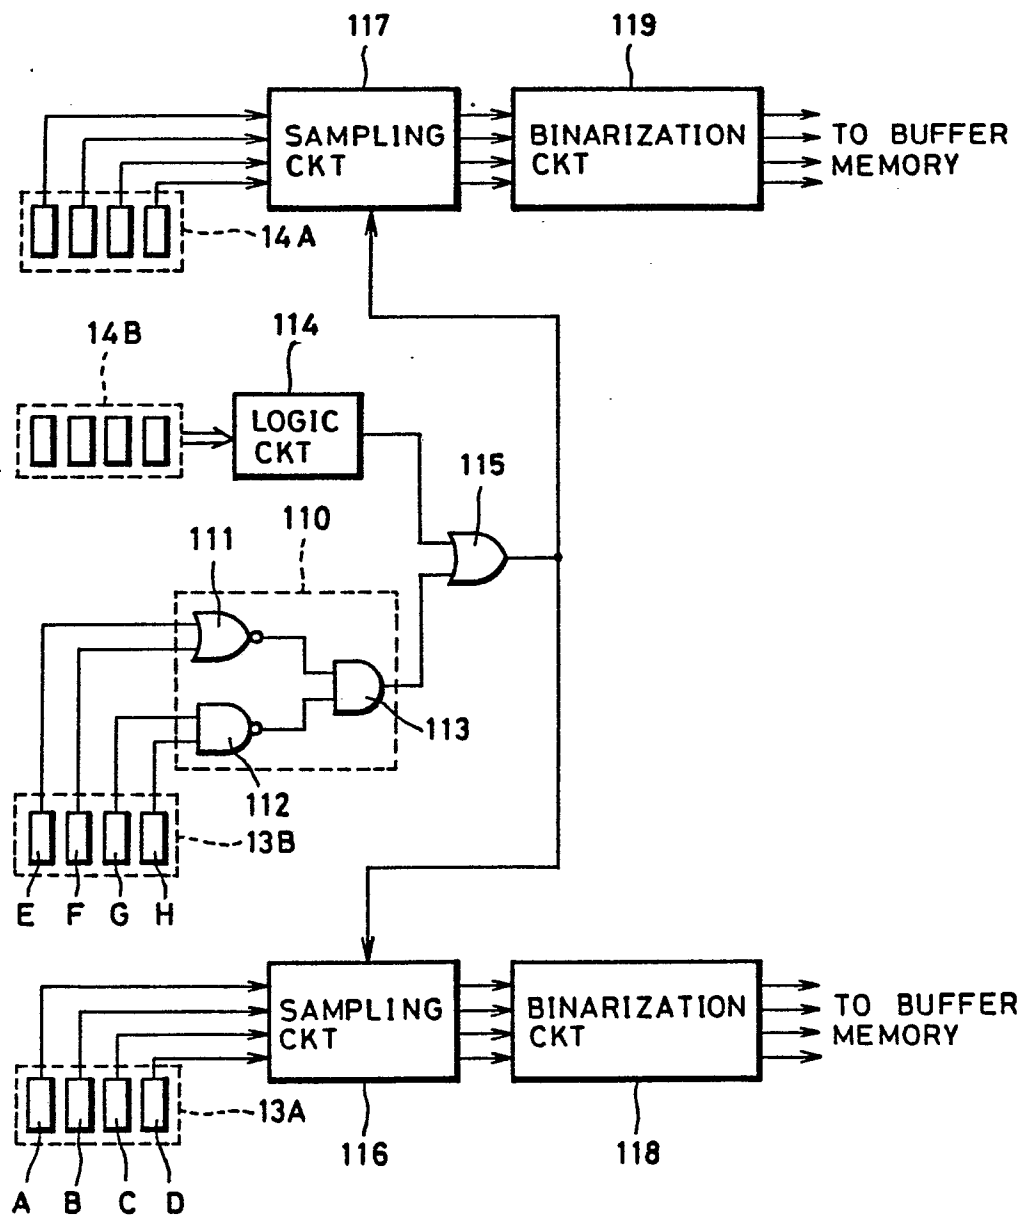 117
119
SAMPLING
CKT
BINARIZATION
CKT
TO BUFFER
MEMORY
14A
14B
114
LOGIC
CKT
115
110
111
113
112
13B
E F G H
SAMPLING
CKT
BINARIZATION
CKT
TO BUFFER
MEMORY
13A
116
118
A B C D